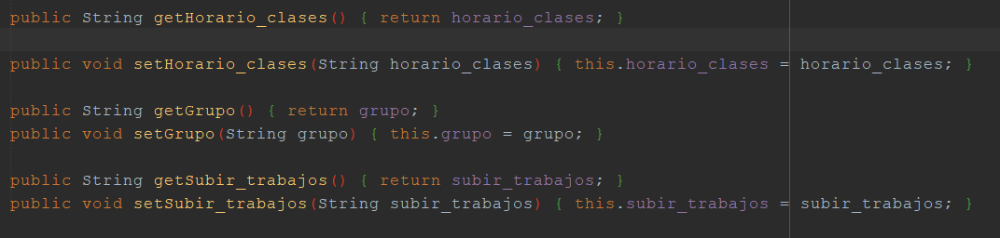 public String getHorario_clases() { return horario_clases; }
public void setHorario_clases(String horario_clases) { this.horario_clases = horario_clases; }
public String getGrupo() { return grupo; }
public void setGrupo(String grupo) { this.grupo = grupo; }
public String getSubir_trabajos() { return subir_trabajos; }
public void setSubir_trabajos(String subir_trabajos) { this.subir_trabajos = subir_trabajos; }